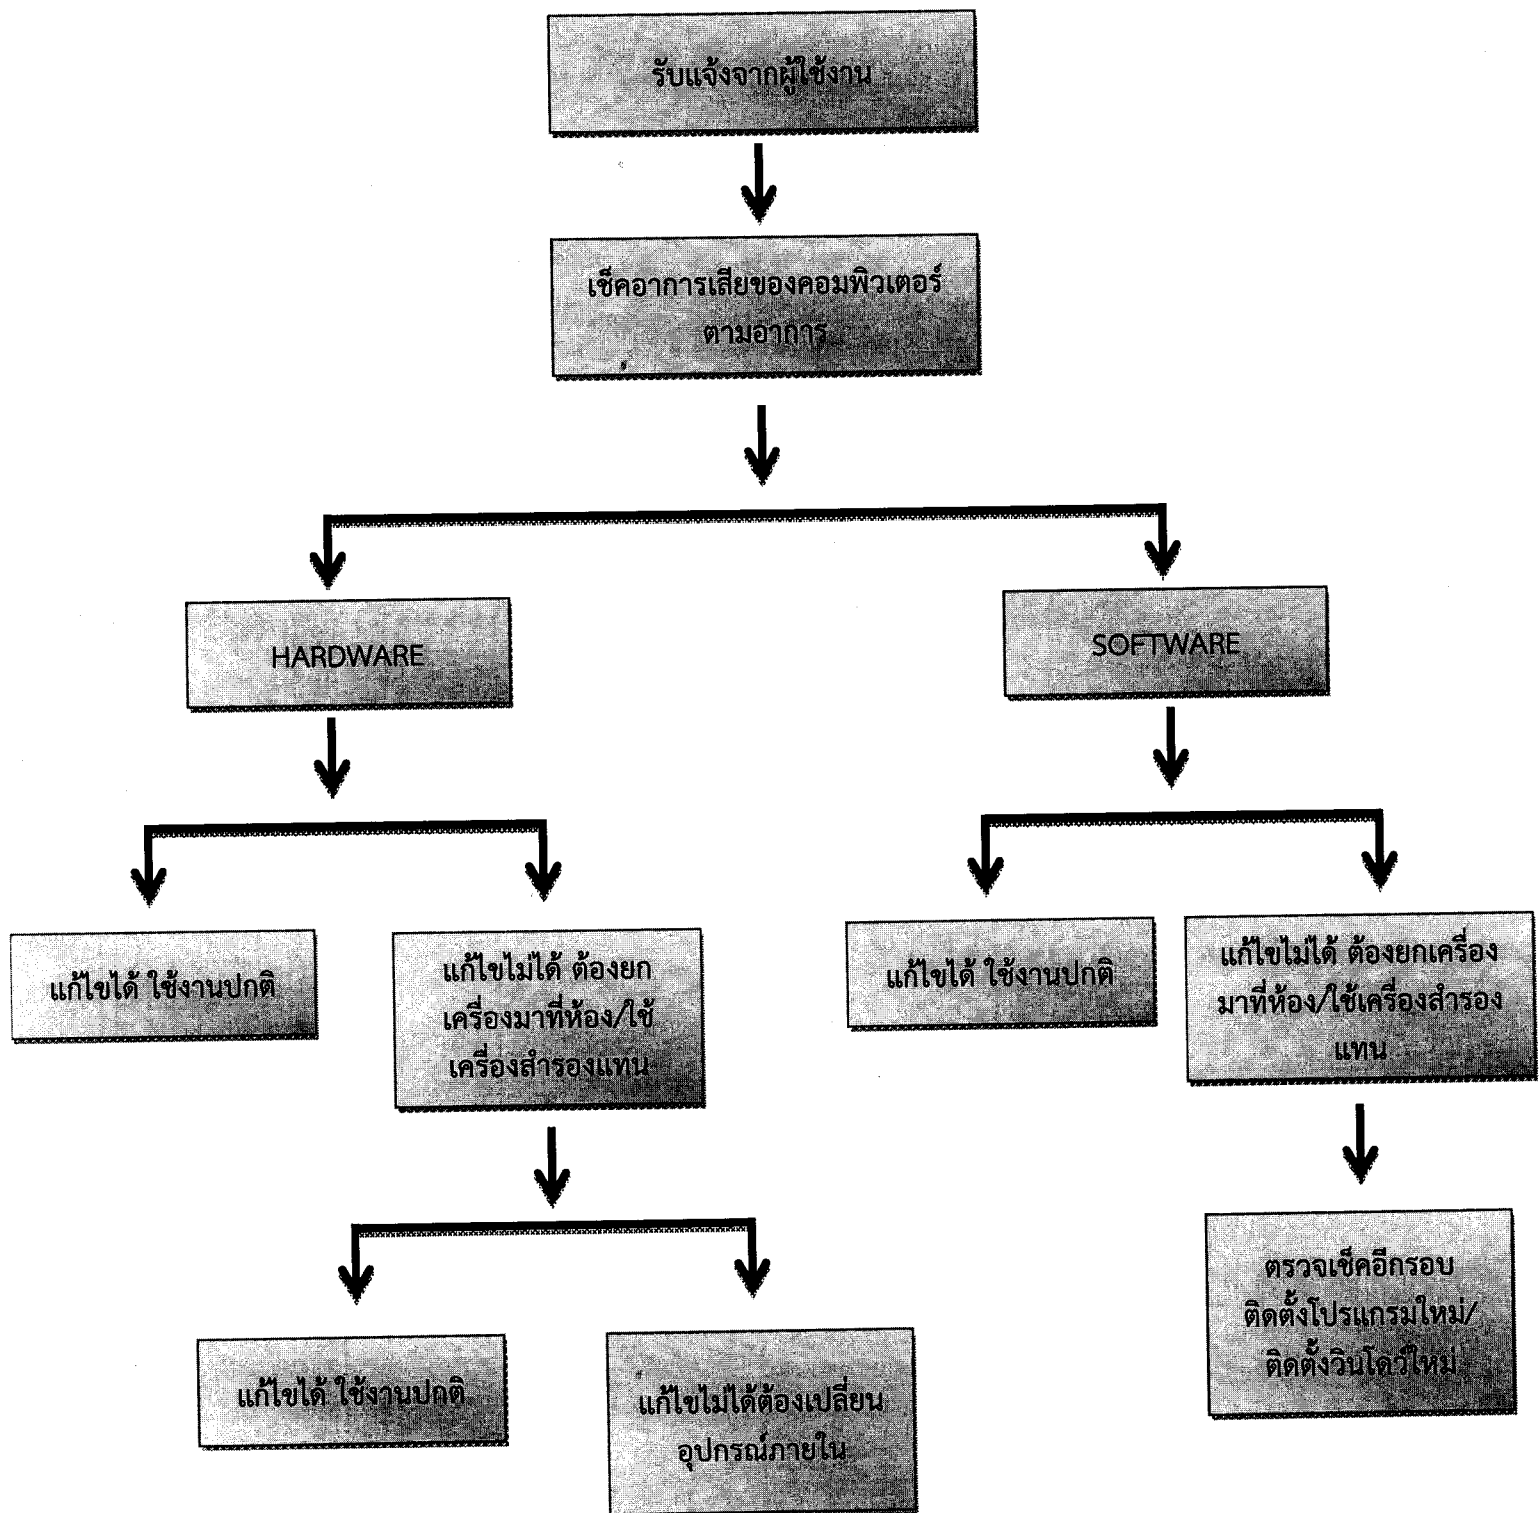 รับแจ้งจากผู้ใช้งาน
เช็คอาการเสียของคอมพิวเตอร์
ตามอาการ
HARDWARE
SOFTWARE
แก้ไขได้ ใช้งานปกติ
แก้ไขไม่ได้ ต้องยก
เครื่องมาที่ห้อง/ใช้
เครื่องสำรองแทน
แก้ไขได้ ใช้งานปกติ
แก้ไขไม่ได้ ต้องยกเครื่อง
มาที่ห้อง/ใช้เครื่องสำรอง
แทน
แก้ไขได้ ใช้งานปกติ
แก้ไขไม่ได้ต้องเปลี่ยน
อุปกรณ์ภายใน
ตรวจเช็คอีกรอบ
ติดตั้งโปรแกรมใหม่/
ติดตั้งวินโดว์ใหม่